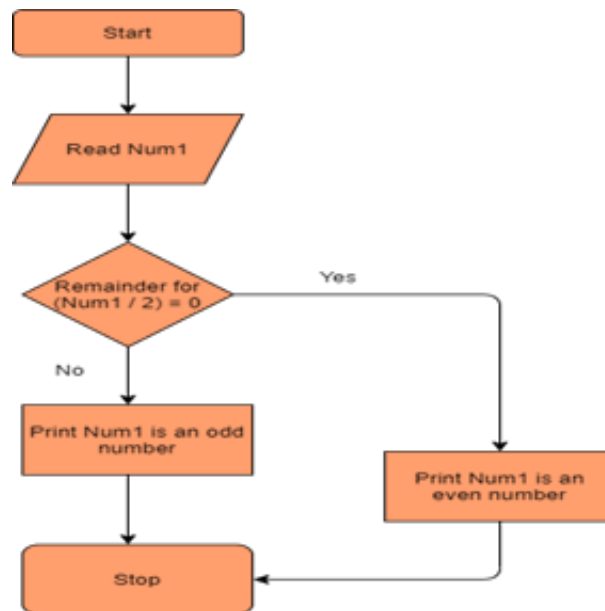 Start
Read Num1
Remainder for
(Num1 / 2) = 0
Yes
No
Print Num1 is an odd
number
Print Num1 is an
even number
Stop